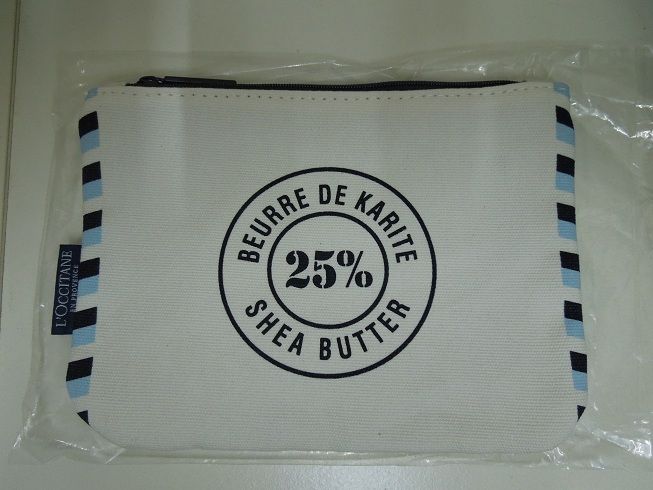 BEURRE DE KARITE
25%
SHEA BUTTER
L'OCCITANE
EN PROVENCE